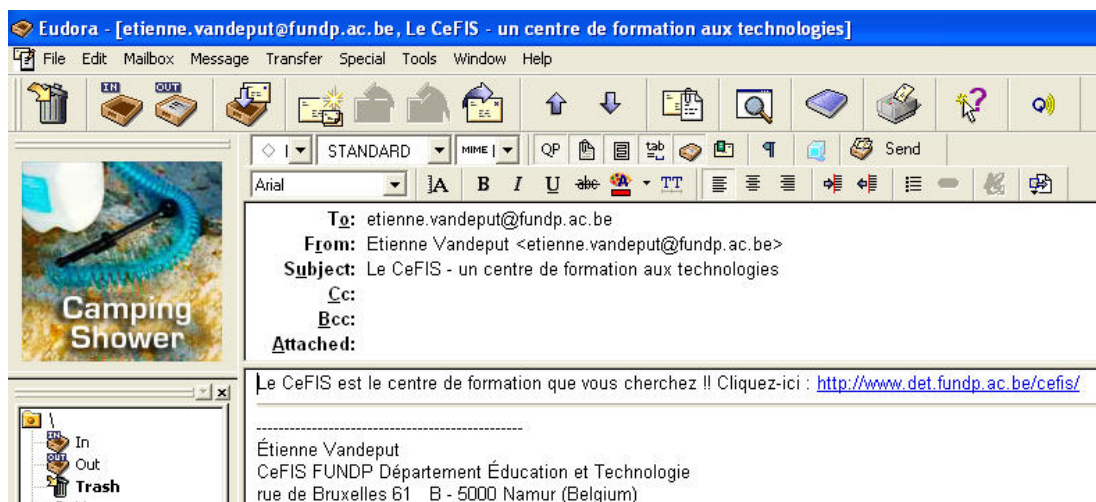 Eudora - [etienne.vandeput@fundp.ac.be, Le CeFIS - un centre de formation aux technologies]
File Edit Mailbox Message Transfer Special Tools Window Help
IN OUT
STANDARD MIME QP tab Send
Arial A B I U abc TT
To: etienne.vandeput@fundp.ac.be
From: Etienne Vandeput <etienne.vandeput@fundp.ac.be>
Subject: Le CeFIS - un centre de formation aux technologies
Cc:
Bcc:
Attached:
Camping
Shower
Le CeFIS est le centre de formation que vous cherchez !! Cliquez-ici : http://www.det.fundp.ac.be/cefis/
-----------------------------------------------
Étienne Vandeput
CeFIS FUNDP Département Éducation et Technologie
rue de Bruxelles 61 B - 5000 Namur (Belgium)
\
In
Out
Trash